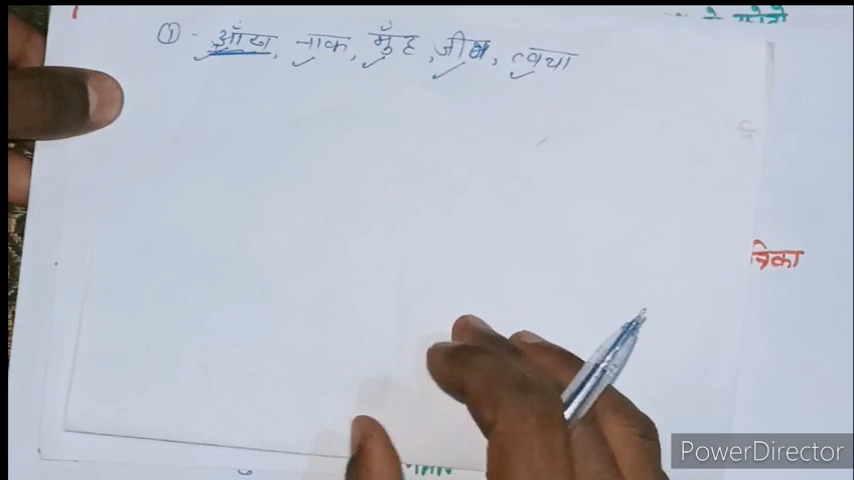 ① - आँख, नाक, मुँह, जीभ, त्वचा
त्रिका
PowerDirector